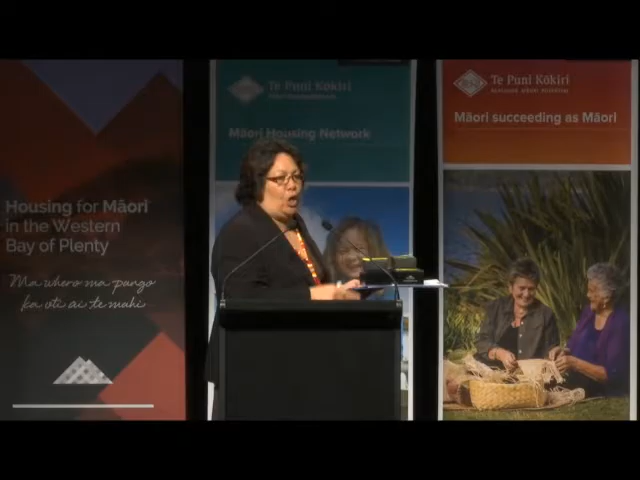 Housing for Māori
in the Western
Bay of Plenty
Ma whero ma pango
ka oti ai te mahi
Te Puni Kōkiri
Māori Housing Network
Te Puni Kōkiri
Māori succeeding as Māori